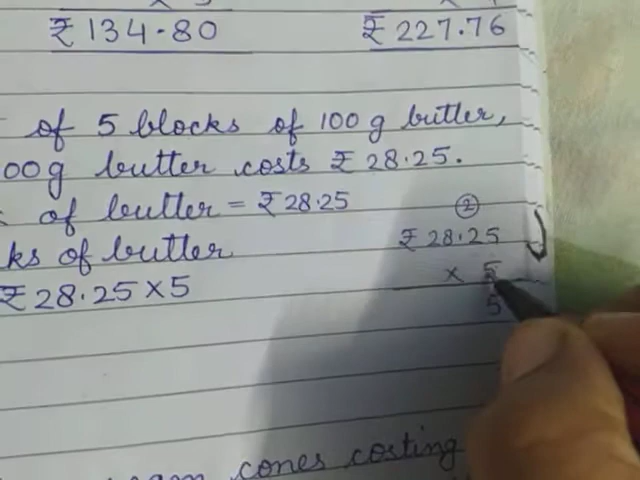 ₹134.80 ₹227.76
of 5 blocks of 100g butter,
00g butter costs ₹28.25.
of butter = ₹28.25
ks of butter
₹28.25×5
②
₹28.25
× 5
5
cones costing